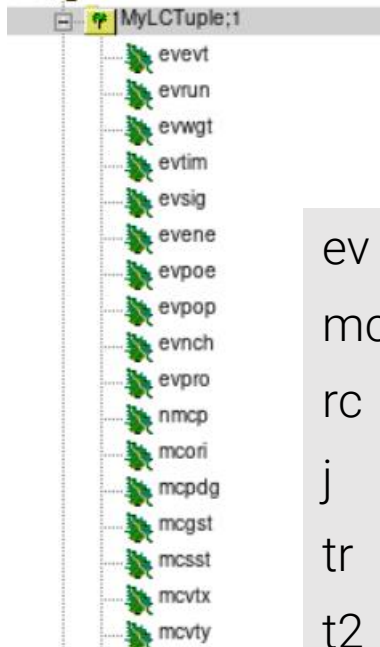 MyLCTuple;1
evevt
evrun
evwgt
evtim
evsig
evene
evpoe
evpop
evnch
evpro
nmcp
mcori
mcpdg
mcgst
mcsst
mcvtx
mcvty
ev
mc
rc
j
tr
t2